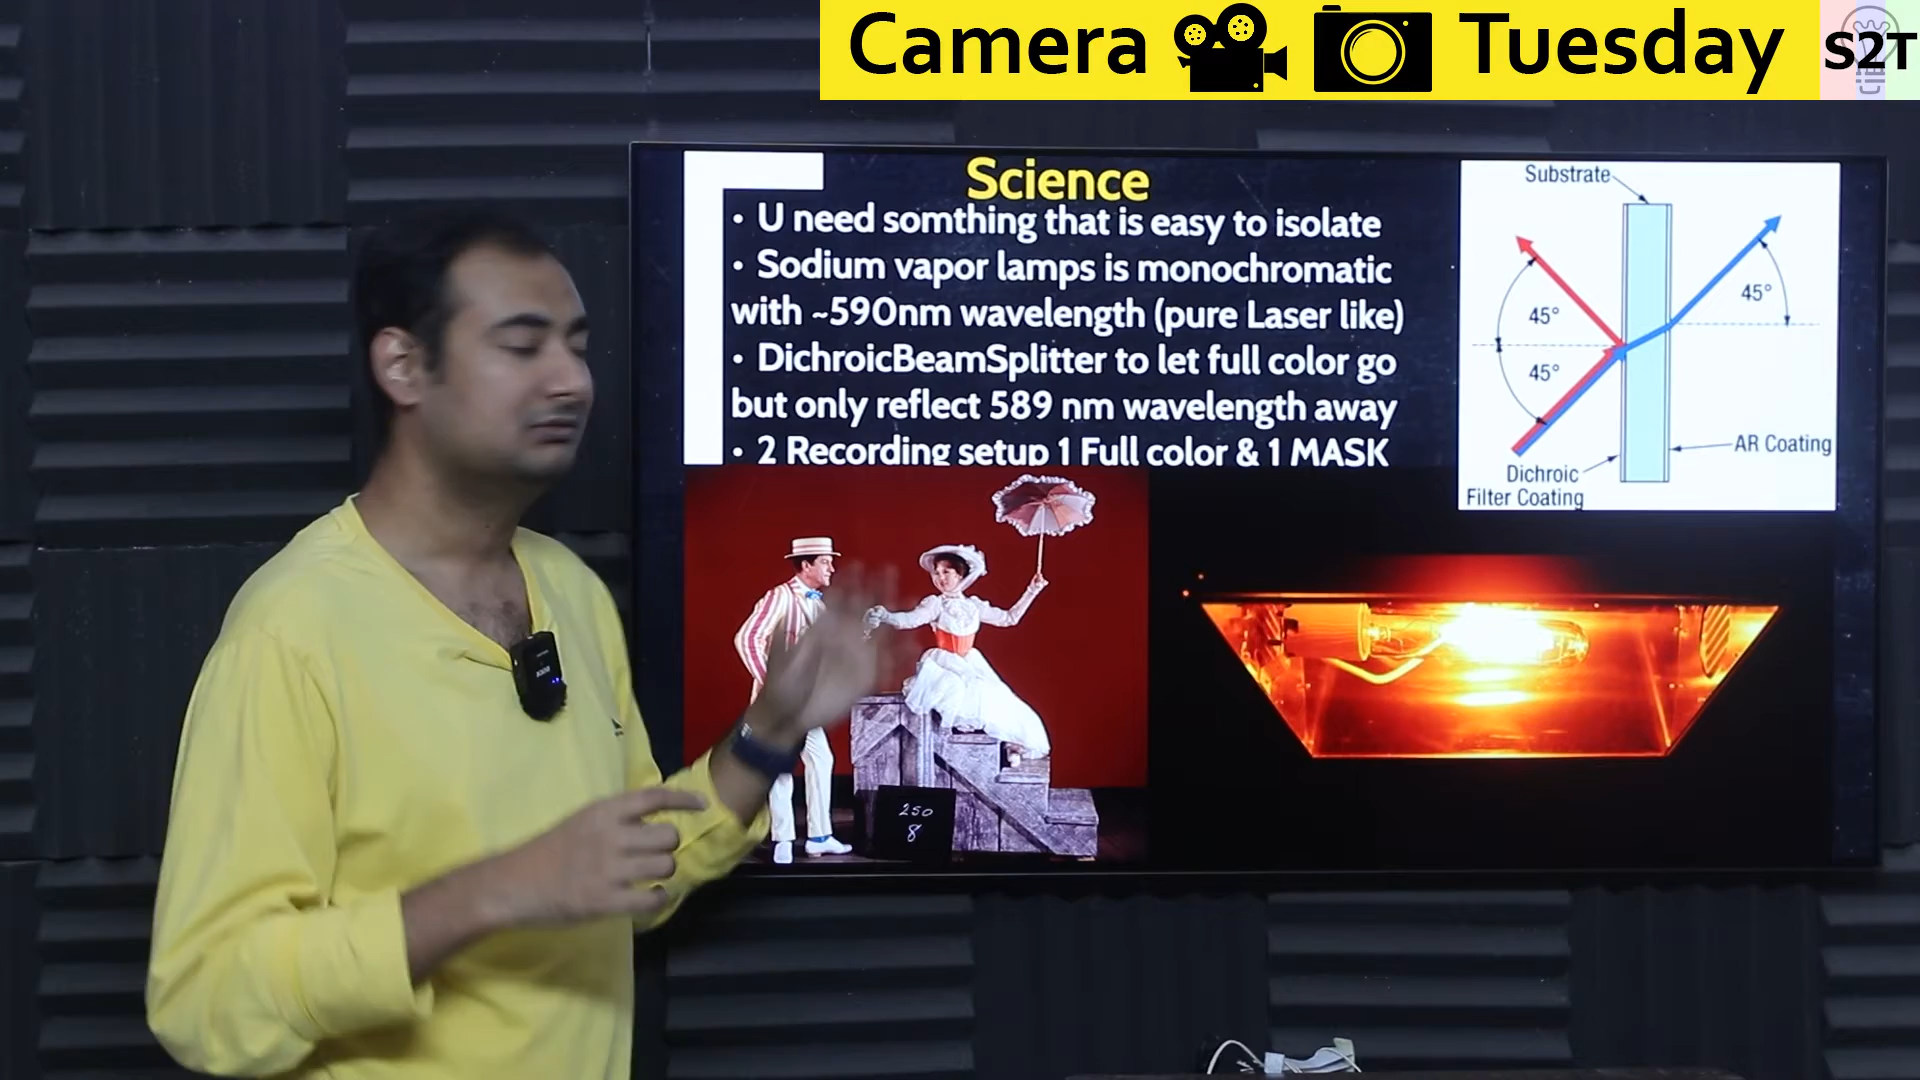 Camera Tuesday S2T
Science
• U need somthing that is easy to isolate
• Sodium vapor lamps is monochromatic
with ~590nm wavelength (pure Laser like)
• DichroicBeamSplitter to let full color go
but only reflect 589 nm wavelength away
• 2 Recording setup 1 Full color & 1 MASK
Substrate
45°
45°
45°
AR Coating
Dichroic
Filter Coating
250
8